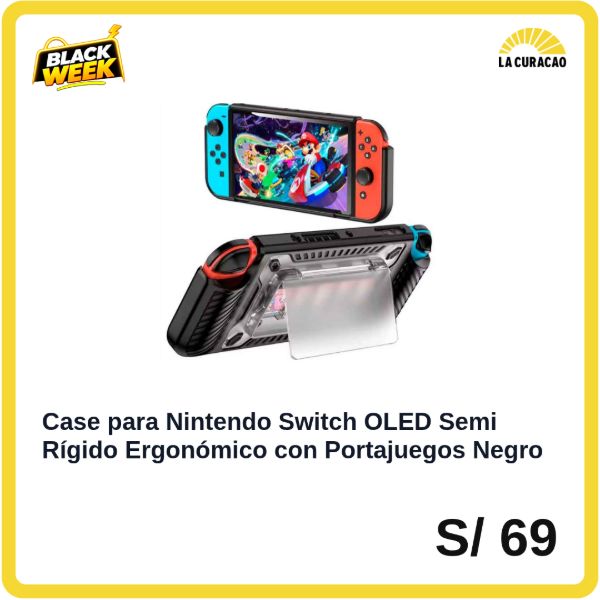 BLACK
WEEK
LA CURACAO
Case para Nintendo Switch OLED Semi
Rígido Ergonómico con Portajuegos Negro
S/ 69